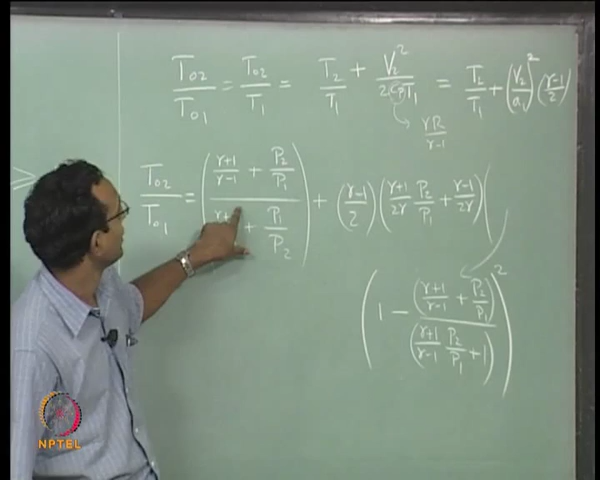 T₀₂/T₀₁ = T₀₂/T₁ = T₂/T₁ + V₂²/(2CpT₁) = T₂/T₁ + (V₂/a₁)² ((γ-1)/2)
γR/(γ-1)
T₀₂/T₀₁ = (((γ+1)/(γ-1) + P₂/P₁) / (γ+ + P₁/P₂)) + ((γ-1)/2) ((γ+1)/(2γ) P₂/P₁ + (γ-1)/(2γ)) (
(1 - ((γ+1)/(γ-1) + P₂/P₁) / ((γ+1)/(γ-1) P₂/P₁ + 1))²
NPTEL